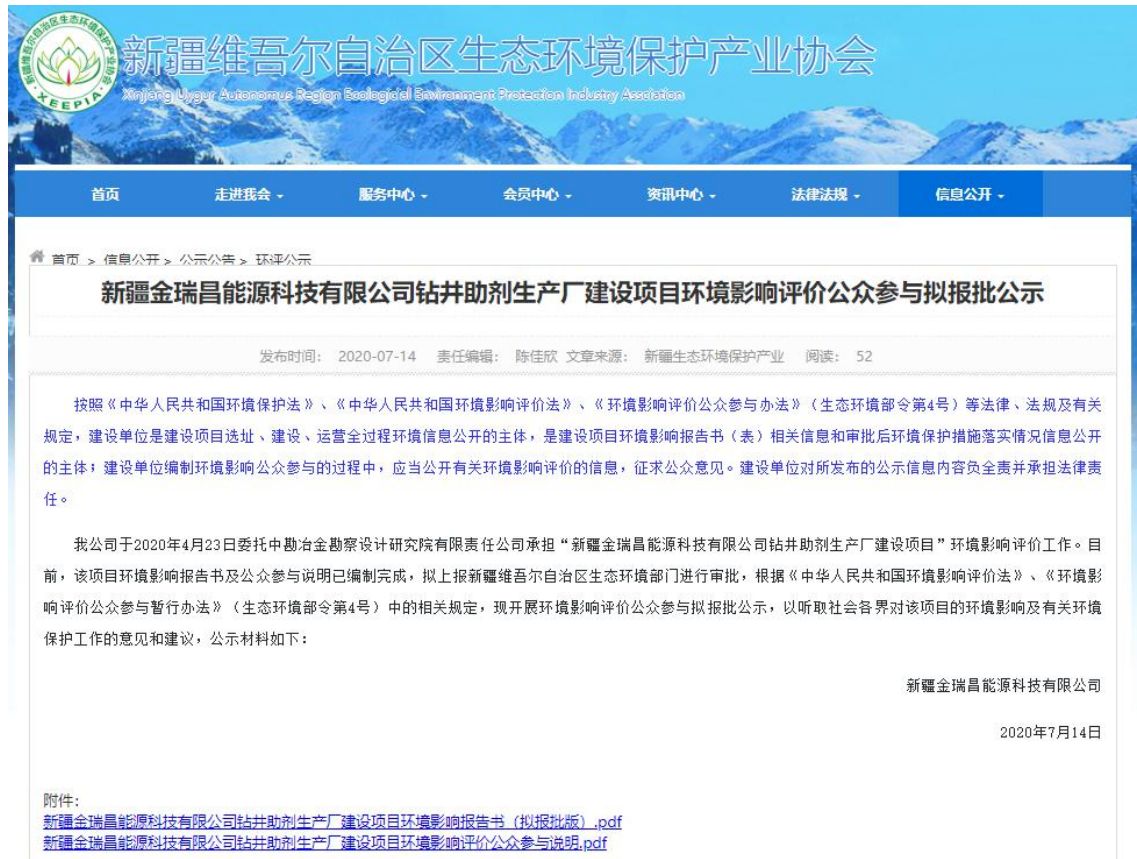 新疆维吾尔自治区生态环境保护产业协会
XEEPIA
首页 走进我会 服务中心 会员中心 资讯中心 法律法规 信息公开
首页 > 信息公开 > 公示公告 > 环评公示
新疆金瑞昌能源科技有限公司钻井助剂生产厂建设项目环境影响评价公众参与拟报批公示
发布时间： 2020-07-14 责任编辑： 陈佳欣 文章来源： 新疆生态环境保护产业 阅读： 52
按照《中华人民共和国环境保护法》、《中华人民共和国环境影响评价法》、《环境影响评价公众参与办法》（生态环境部令第4号）等法律、法规及有关
规定，建设单位是建设项目选址、建设、运营全过程环境信息公开的主体，是建设项目环境影响报告书（表）相关信息和审批后环境保护措施落实情况信息公开
的主体；建设单位编制环境影响公众参与的过程中，应当公开有关环境影响评价的信息，征求公众意见。建设单位对所发布的公示信息内容负全责并承担法律责
任。
我公司于2020年4月23日委托中勘冶金勘察设计研究院有限责任公司承担“新疆金瑞昌能源科技有限公司钻井助剂生产厂建设项目”环境影响评价工作。目
前，该项目环境影响报告书及公众参与说明已编制完成，拟上报新疆维吾尔自治区生态环境部门进行审批，根据《中华人民共和国环境影响评价法》、《环境影
响评价公众参与暂行办法》（生态环境部令第4号）中的相关规定，现开展环境影响评价公众参与拟报批公示，以听取社会各界对该项目的环境影响及有关环境
保护工作的意见和建议，公示材料如下：
新疆金瑞昌能源科技有限公司
2020年7月14日
附件：
新疆金瑞昌能源科技有限公司钻井助剂生产厂建设项目环境影响报告书（拟报批版）.pdf
新疆金瑞昌能源科技有限公司钻井助剂生产厂建设项目环境影响评价公众参与说明.pdf